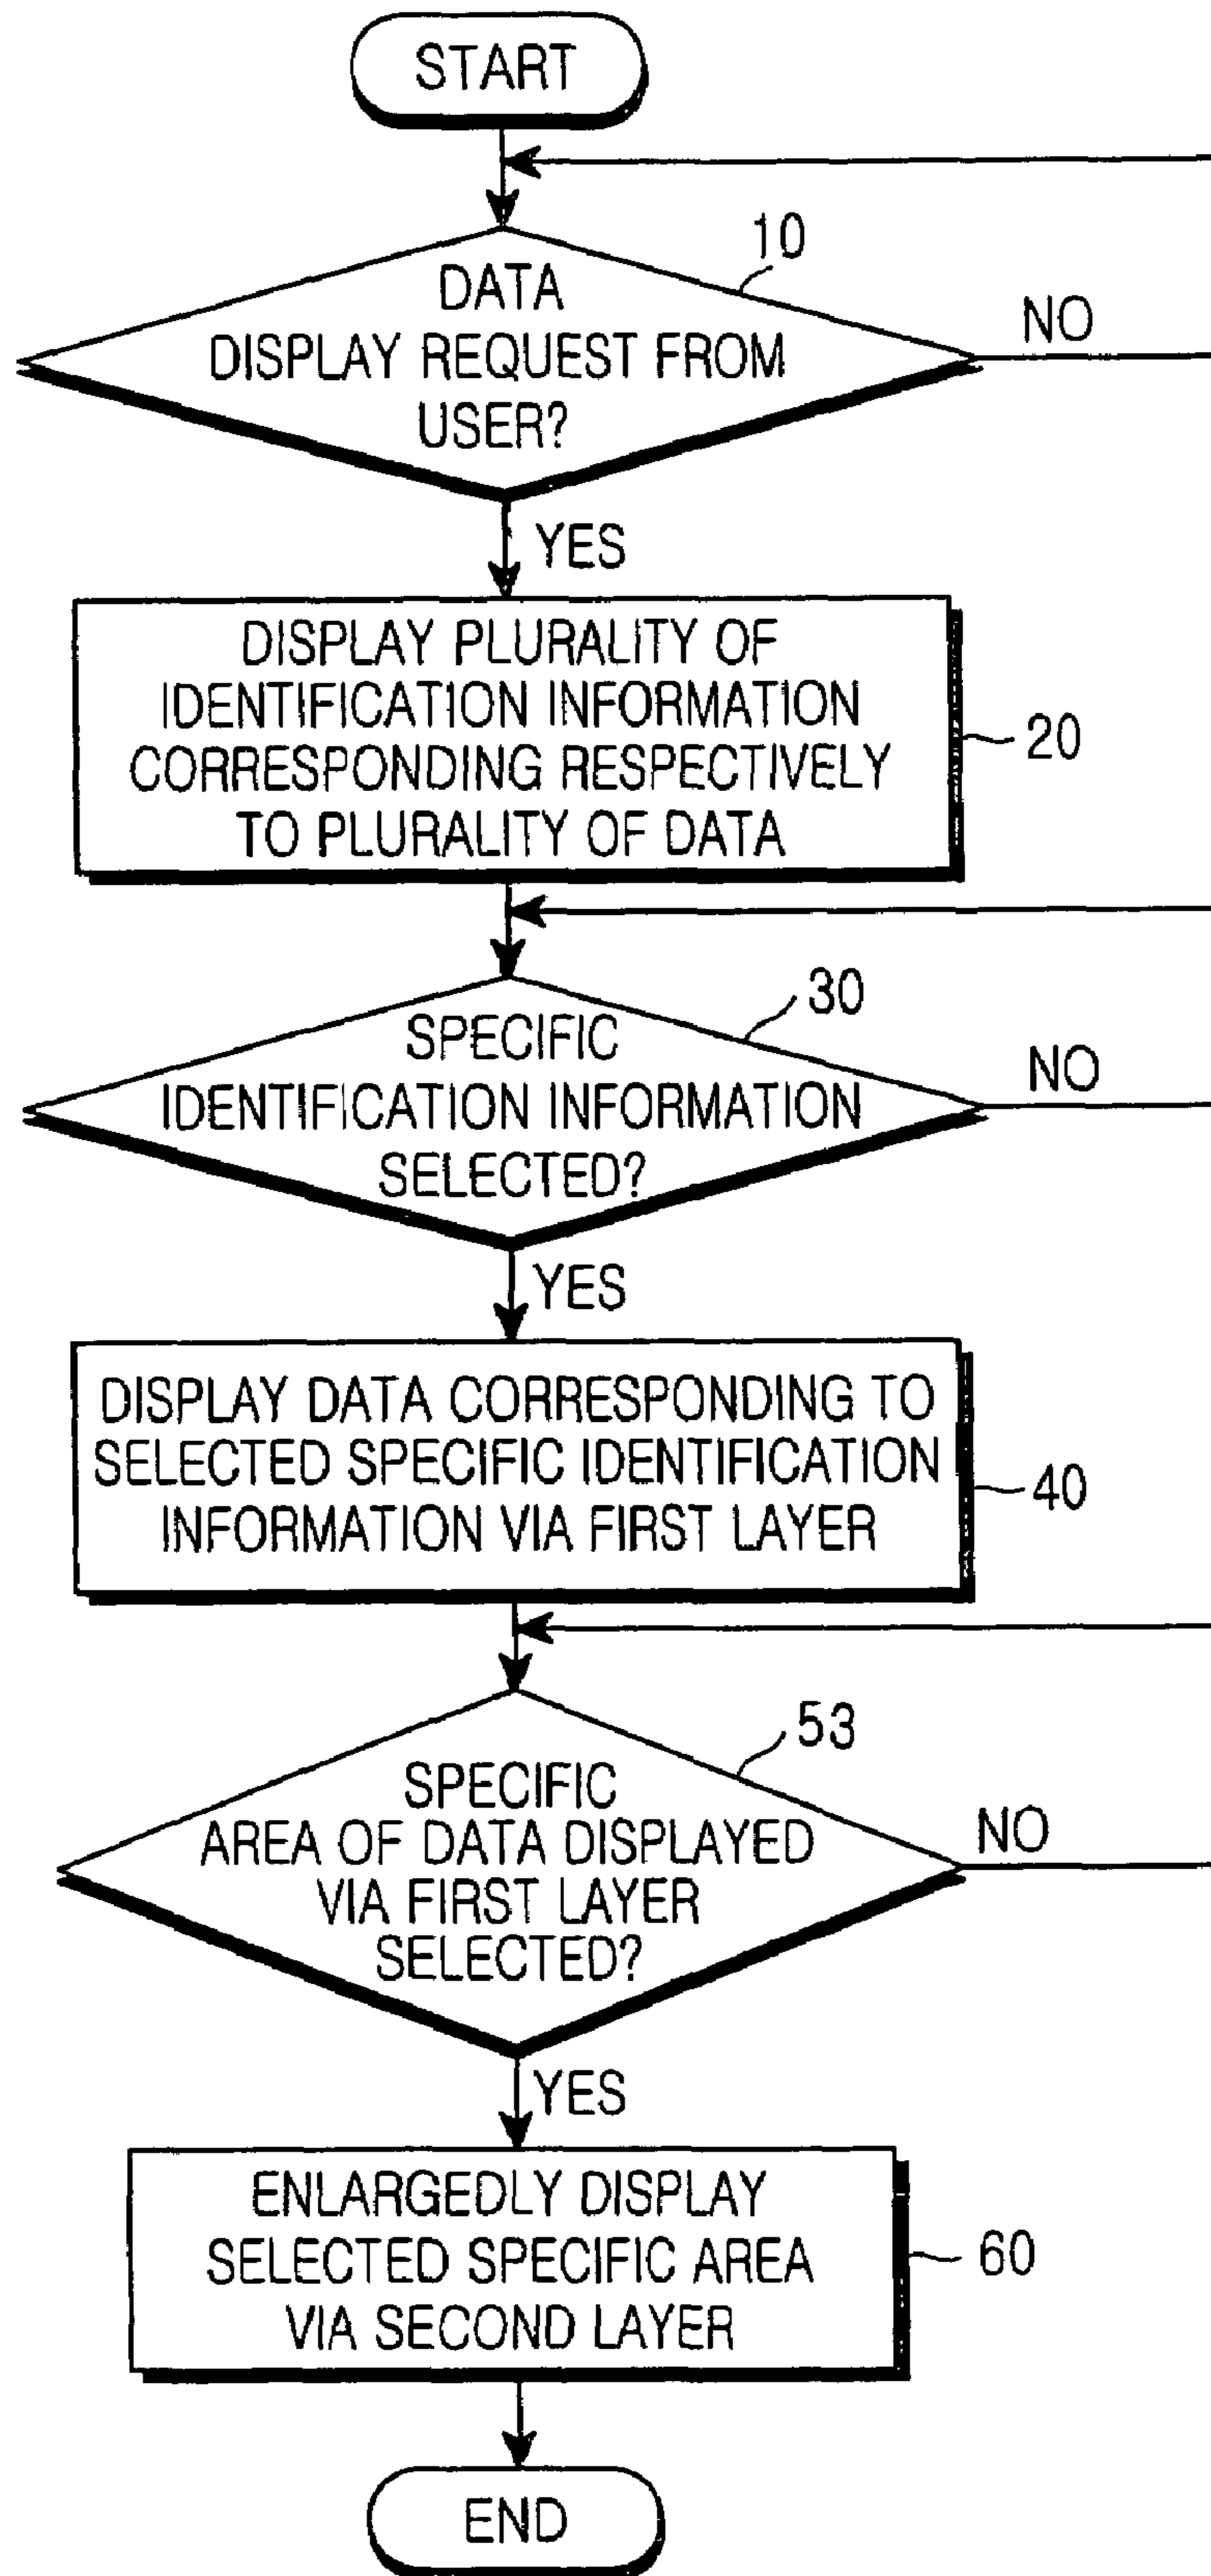 START
10
DATA
DISPLAY REQUEST FROM
USER?
NO
YES
DISPLAY PLURALITY OF
IDENTIFICATION INFORMATION
CORRESPONDING RESPECTIVELY
TO PLURALITY OF DATA
20
30
SPECIFIC
IDENTIFICATION INFORMATION
SELECTED?
NO
YES
DISPLAY DATA CORRESPONDING TO
SELECTED SPECIFIC IDENTIFICATION
INFORMATION VIA FIRST LAYER
40
53
SPECIFIC
AREA OF DATA DISPLAYED
VIA FIRST LAYER
SELECTED?
NO
YES
ENLARGEDLY DISPLAY
SELECTED SPECIFIC AREA
VIA SECOND LAYER
60
END